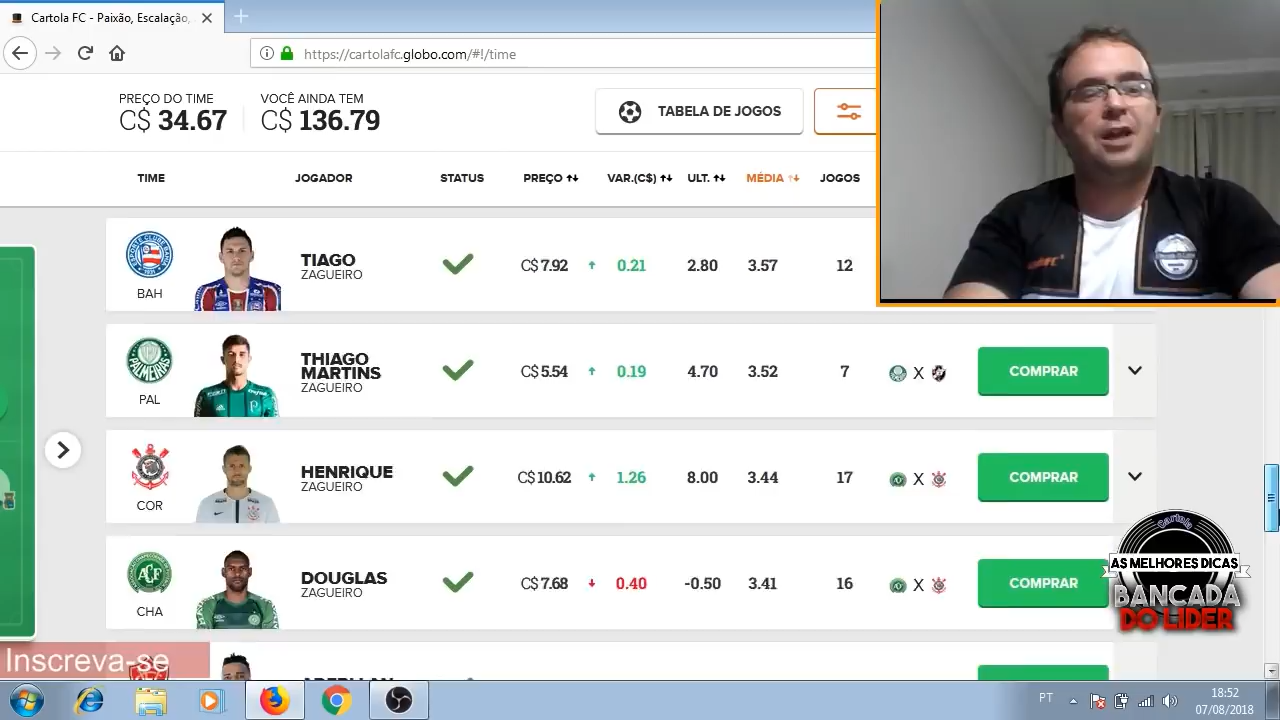 Cartola FC - Paixão, Escalação,
https://cartolafc.globo.com/#!/time
PREÇO DO TIME
C$ 34.67
VOCÊ AINDA TEM
C$ 136.79
TABELA DE JOGOS
TIME JOGADOR STATUS PREÇO VAR.(C$) ULT. MÉDIA JOGOS
BAH
TIAGO
ZAGUEIRO
C$ 7.92 0.21 2.80 3.57 12
PAL
THIAGO
MARTINS
ZAGUEIRO
C$ 5.54 0.19 4.70 3.52 7 X COMPRAR
COR
HENRIQUE
ZAGUEIRO
C$ 10.62 1.26 8.00 3.44 17 X COMPRAR
CHA
DOUGLAS
ZAGUEIRO
C$ 7.68 0.40 -0.50 3.41 16 X COMPRAR
Cartola
AS MELHORES DICAS
BANCADA
DO LIDER
Inscreva-se
PT
18:52
07/08/2018